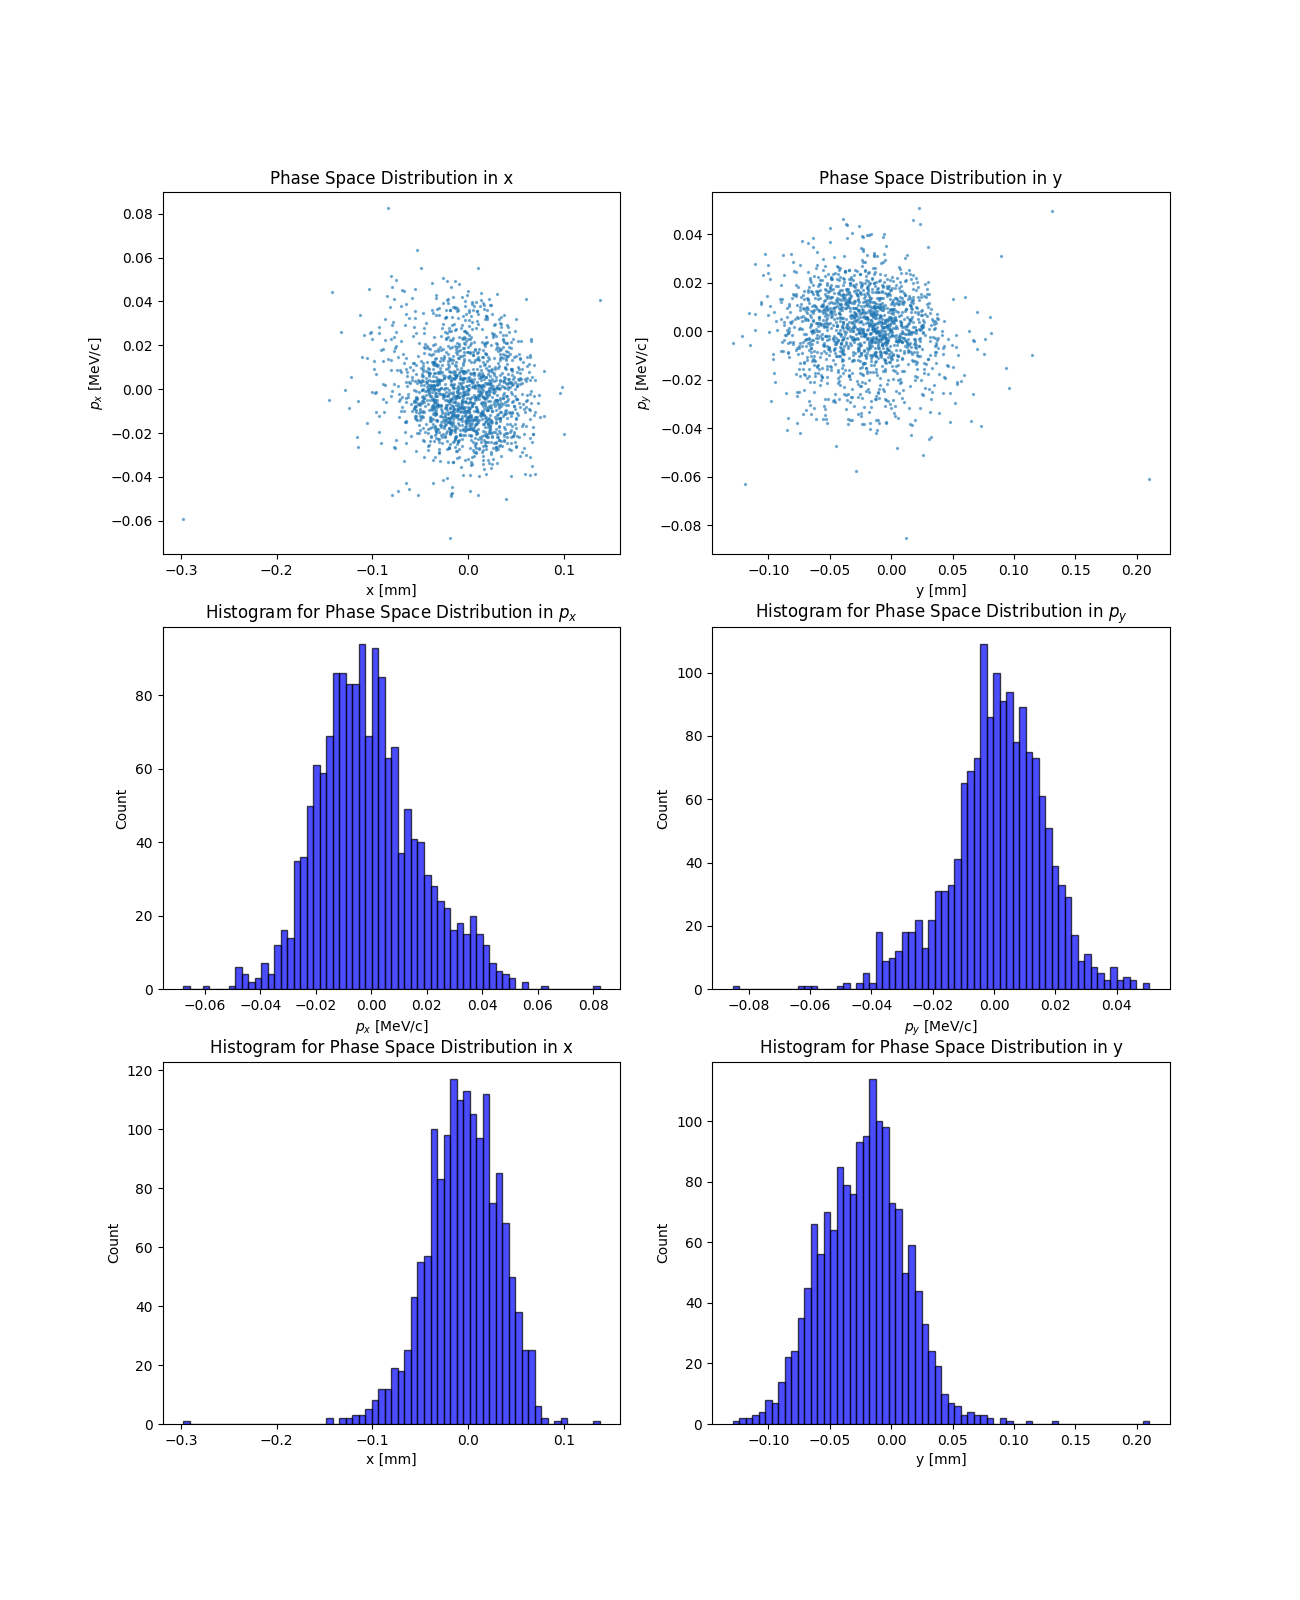 Phase Space Distribution in x
0.08
0.06
0.04
0.02
0.00
−0.02
−0.04
−0.06
p_x [MeV/c]
−0.3 −0.2 −0.1 0.0 0.1
x [mm]
Phase Space Distribution in y
0.04
0.02
0.00
−0.02
−0.04
−0.06
−0.08
p_y [MeV/c]
−0.10 −0.05 0.00 0.05 0.10 0.15 0.20
y [mm]
Histogram for Phase Space Distribution in p_x
80
60
40
20
0
Count
−0.06 −0.04 −0.02 0.00 0.02 0.04 0.06 0.08
p_x [MeV/c]
Histogram for Phase Space Distribution in p_y
100
80
60
40
20
0
Count
−0.08 −0.06 −0.04 −0.02 0.00 0.02 0.04
p_y [MeV/c]
Histogram for Phase Space Distribution in x
120
100
80
60
40
20
0
Count
−0.3 −0.2 −0.1 0.0 0.1
x [mm]
Histogram for Phase Space Distribution in y
100
80
60
40
20
0
Count
−0.10 −0.05 0.00 0.05 0.10 0.15 0.20
y [mm]